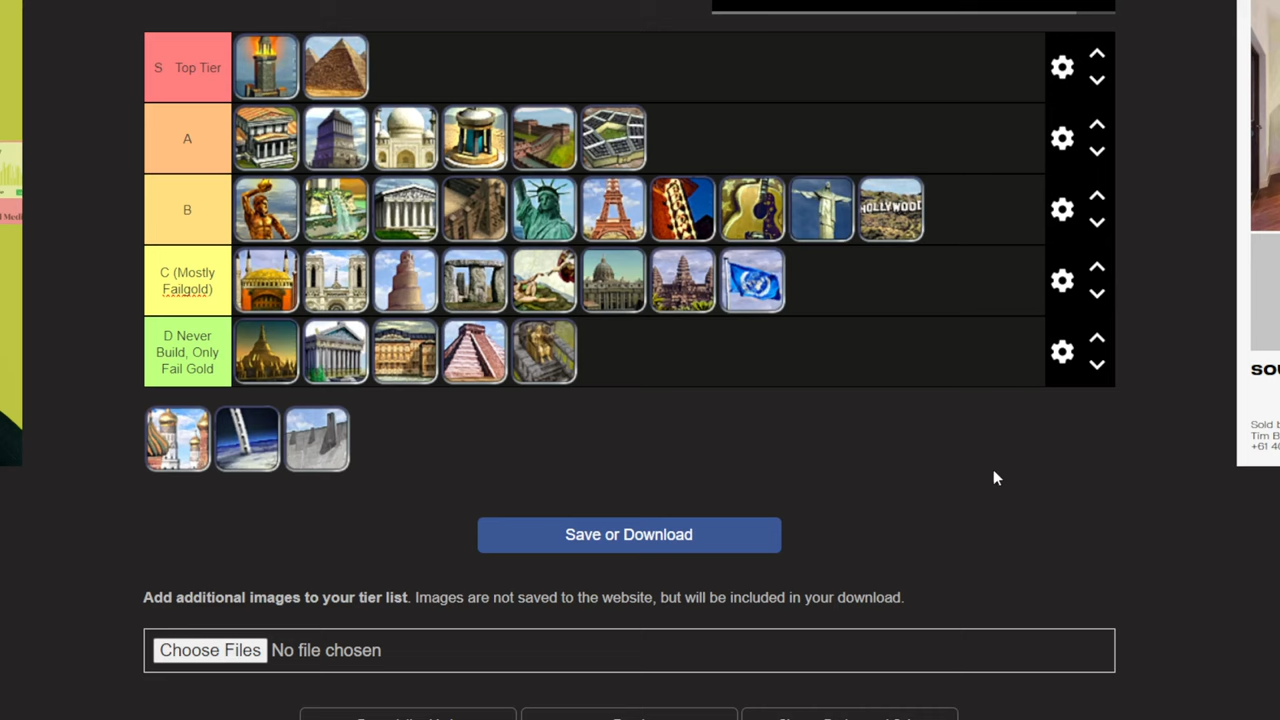 S Top Tier
A
B
HOLLYWOOD
C (Mostly
Failgold)
D Never
Build, Only
Fail Gold
Save or Download
Add additional images to your tier list. Images are not saved to the website, but will be included in your download.
Choose Files No file chosen
SOU
Sold b
Tim B
+61 40